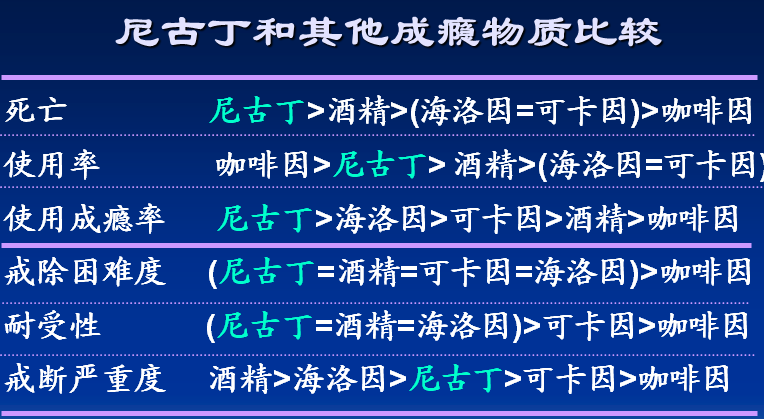 尼古丁和其他成瘾物质比较
死亡 尼古丁>酒精>(海洛因=可卡因)>咖啡因
使用率 咖啡因>尼古丁> 酒精>(海洛因=可卡因)
使用成瘾率 尼古丁>海洛因>可卡因>酒精>咖啡因
戒除困难度 (尼古丁=酒精=可卡因=海洛因)>咖啡因
耐受性 (尼古丁=酒精=海洛因)>可卡因>咖啡因
戒断严重度 酒精>海洛因>尼古丁>可卡因>咖啡因